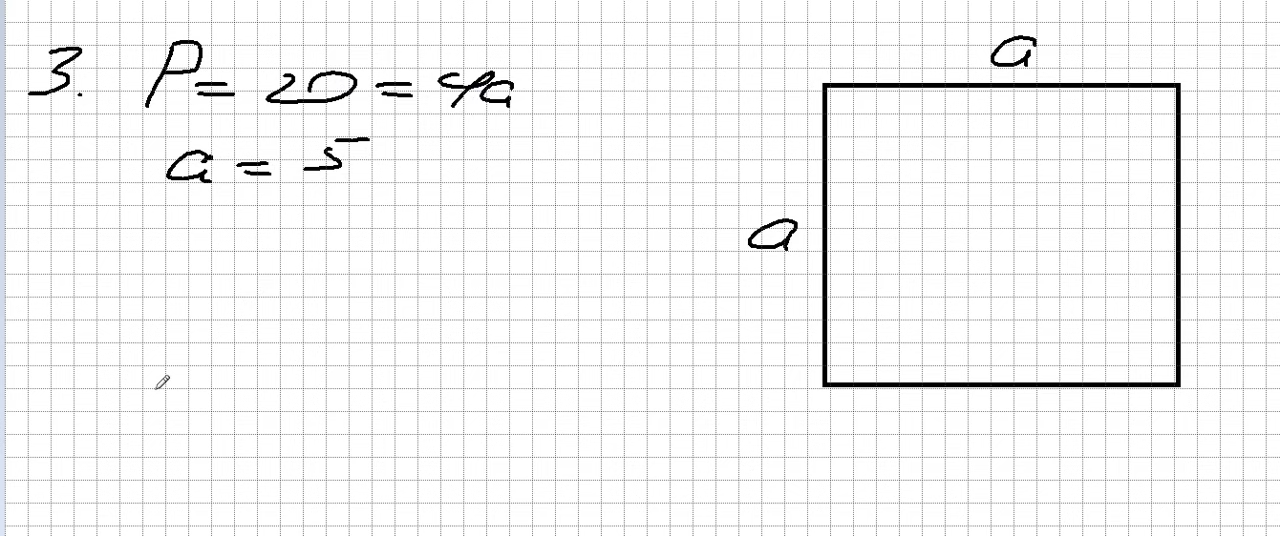 3. P = 20 = 4a
a = 5
a
a